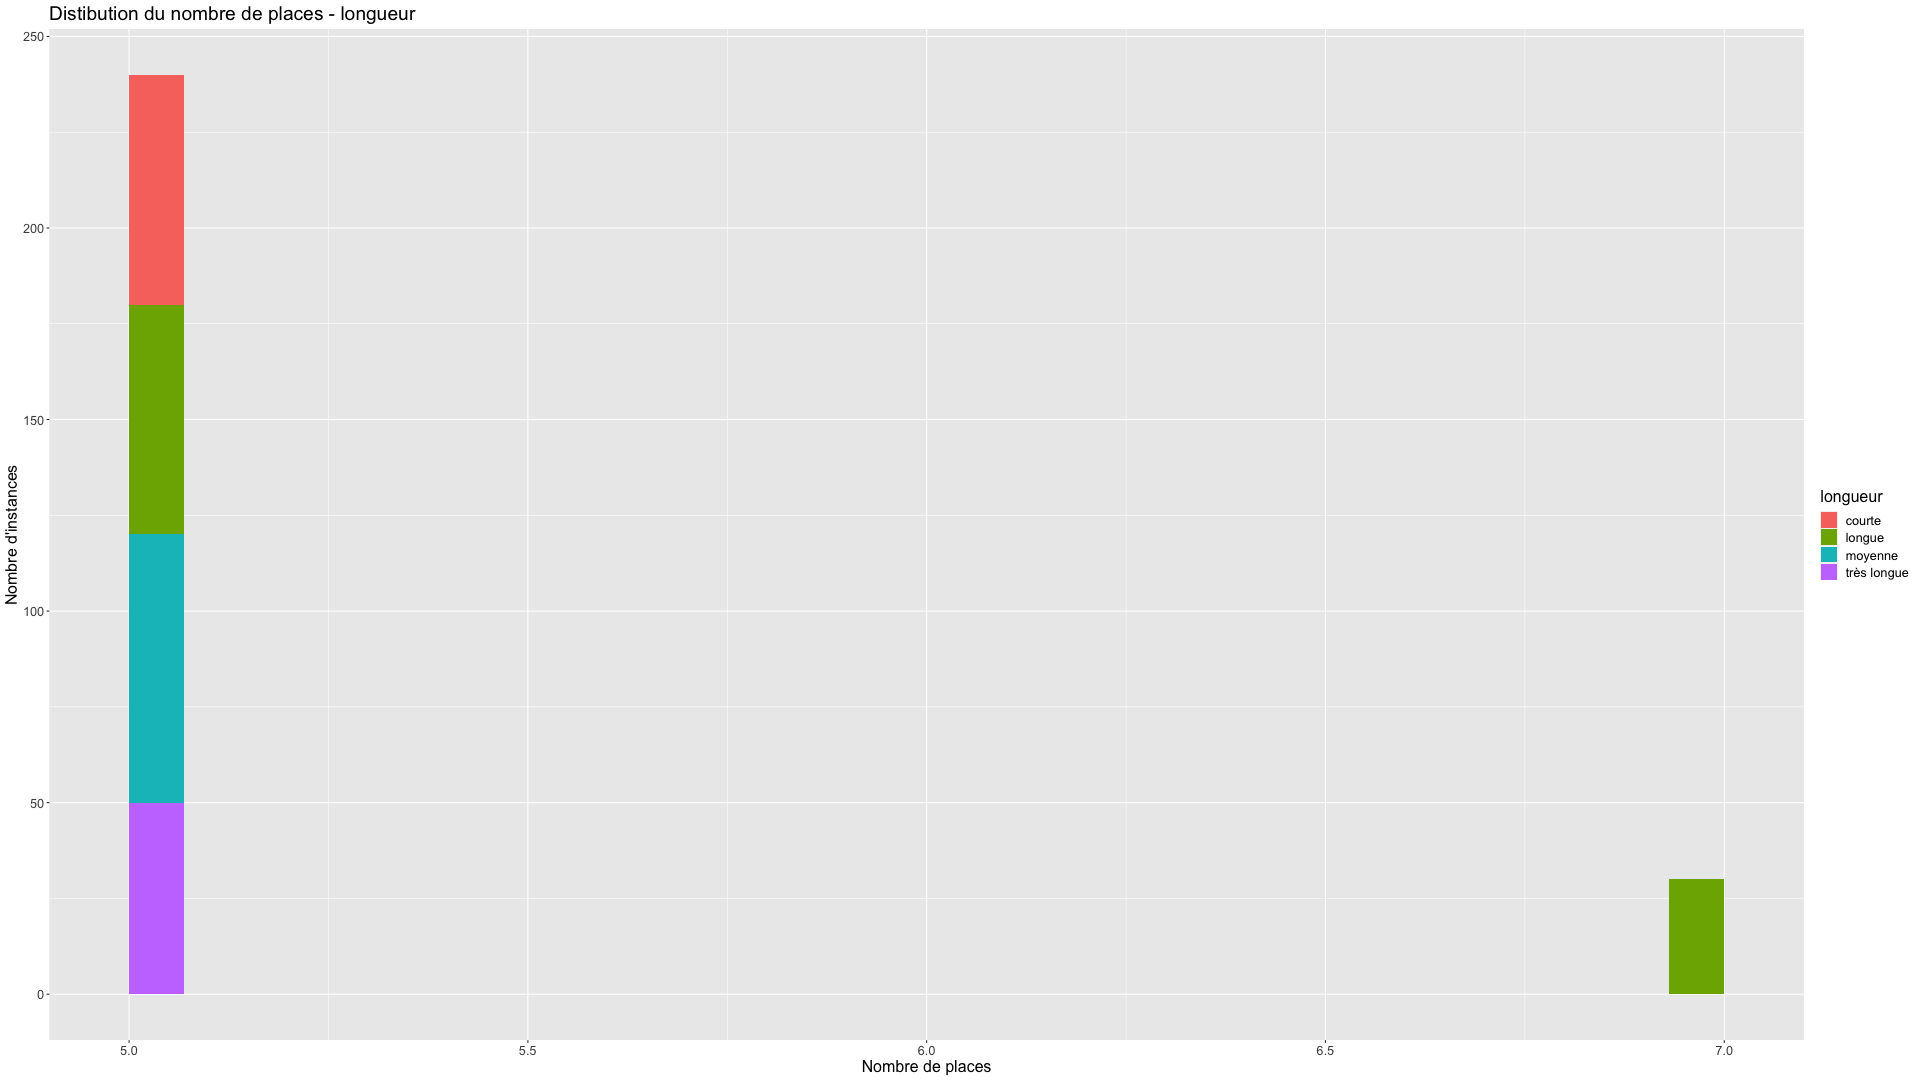 Distibution du nombre de places - longueur
250
200
150
100
50
0
Nombre d'instances
5.0
5.5
6.0
6.5
7.0
Nombre de places
longueur
courte
longue
moyenne
très longue